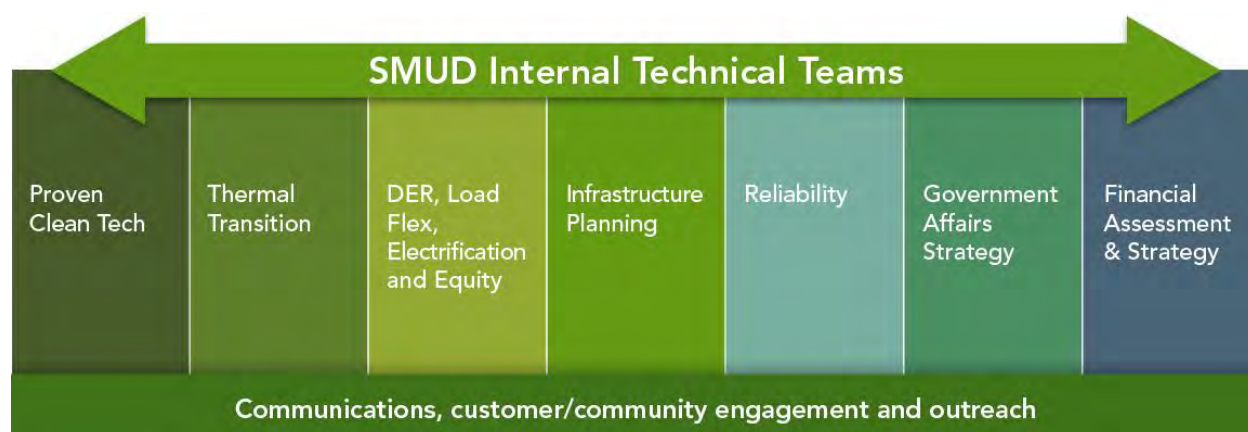 SMUD Internal Technical Teams
Proven
Clean Tech
Thermal
Transition
DER, Load
Flex,
Electrification
and Equity
Infrastructure
Planning
Reliability
Government
Affairs
Strategy
Financial
Assessment
& Strategy
Communications, customer/community engagement and outreach